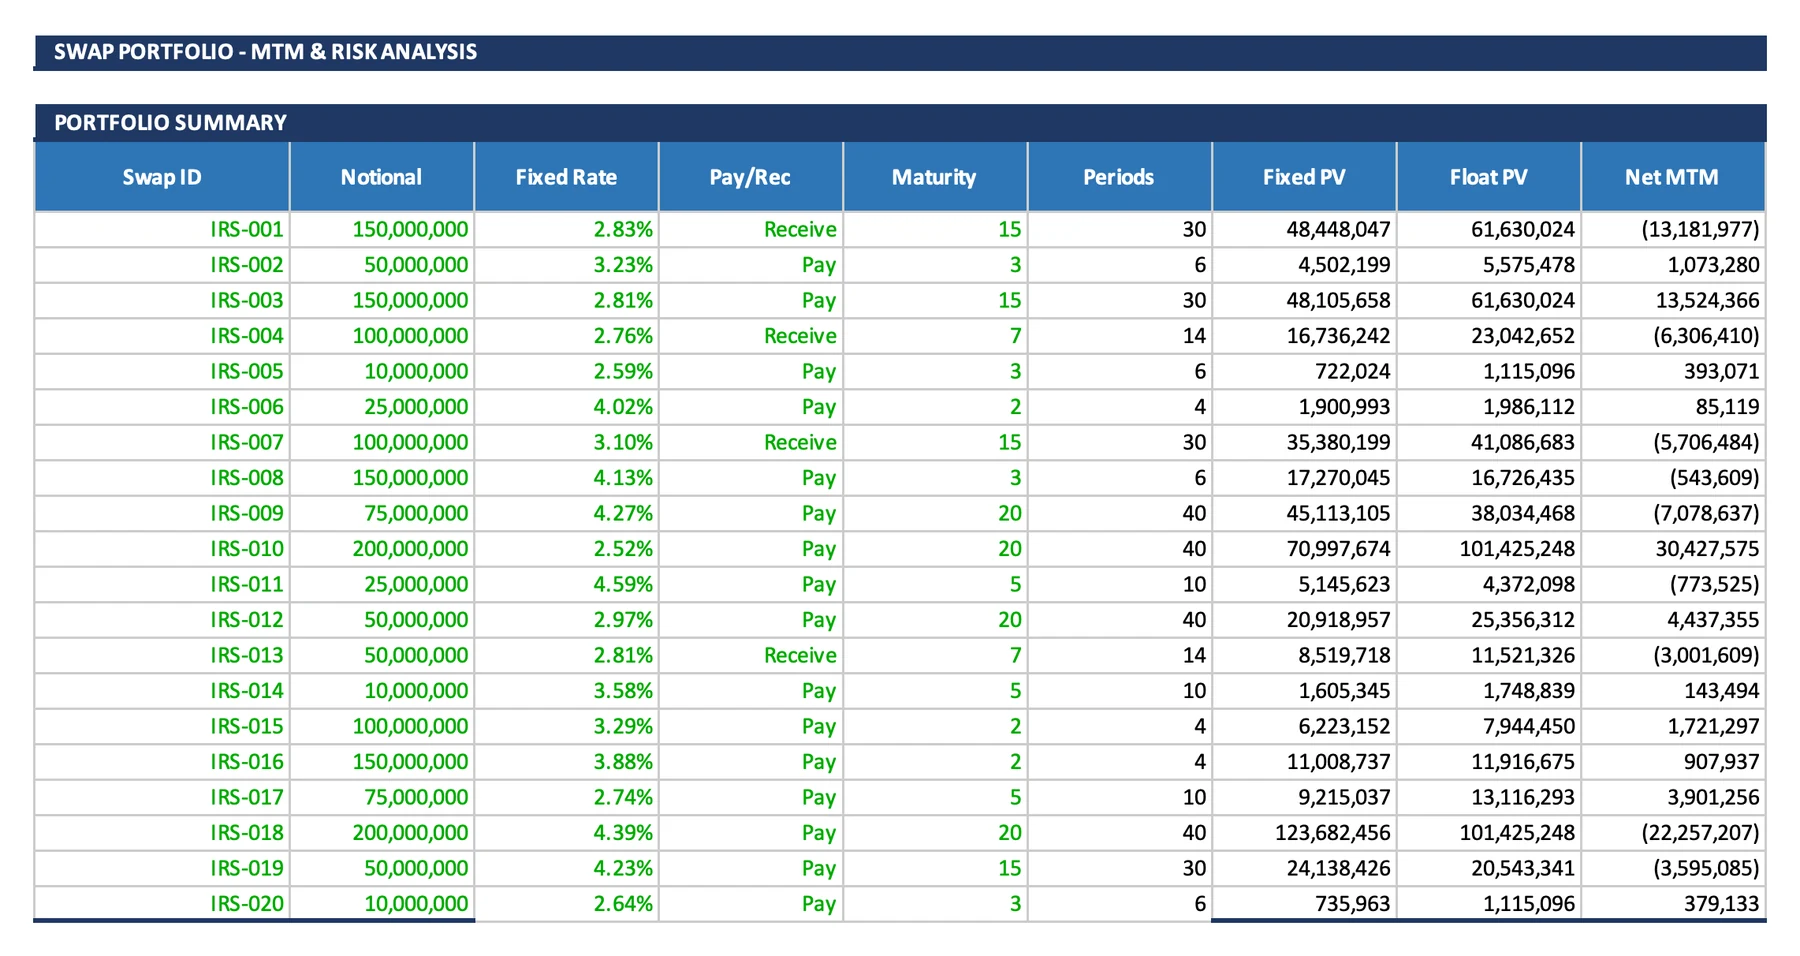 SWAP PORTFOLIO - MTM & RISK ANALYSIS
PORTFOLIO SUMMARY
Swap ID Notional Fixed Rate Pay/Rec Maturity Periods Fixed PV Float PV Net MTM
IRS-001 150,000,000 2.83% Receive 15 30 48,448,047 61,630,024 (13,181,977)
IRS-002 50,000,000 3.23% Pay 3 6 4,502,199 5,575,478 1,073,280
IRS-003 150,000,000 2.81% Pay 15 30 48,105,658 61,630,024 13,524,366
IRS-004 100,000,000 2.76% Receive 7 14 16,736,242 23,042,652 (6,306,410)
IRS-005 10,000,000 2.59% Pay 3 6 722,024 1,115,096 393,071
IRS-006 25,000,000 4.02% Pay 2 4 1,900,993 1,986,112 85,119
IRS-007 100,000,000 3.10% Receive 15 30 35,380,199 41,086,683 (5,706,484)
IRS-008 150,000,000 4.13% Pay 3 6 17,270,045 16,726,435 (543,609)
IRS-009 75,000,000 4.27% Pay 20 40 45,113,105 38,034,468 (7,078,637)
IRS-010 200,000,000 2.52% Pay 20 40 70,997,674 101,425,248 30,427,575
IRS-011 25,000,000 4.59% Pay 5 10 5,145,623 4,372,098 (773,525)
IRS-012 50,000,000 2.97% Pay 20 40 20,918,957 25,356,312 4,437,355
IRS-013 50,000,000 2.81% Receive 7 14 8,519,718 11,521,326 (3,001,609)
IRS-014 10,000,000 3.58% Pay 5 10 1,605,345 1,748,839 143,494
IRS-015 100,000,000 3.29% Pay 2 4 6,223,152 7,944,450 1,721,297
IRS-016 150,000,000 3.88% Pay 2 4 11,008,737 11,916,675 907,937
IRS-017 75,000,000 2.74% Pay 5 10 9,215,037 13,116,293 3,901,256
IRS-018 200,000,000 4.39% Pay 20 40 123,682,456 101,425,248 (22,257,207)
IRS-019 50,000,000 4.23% Pay 15 30 24,138,426 20,543,341 (3,595,085)
IRS-020 10,000,000 2.64% Pay 3 6 735,963 1,115,096 379,133